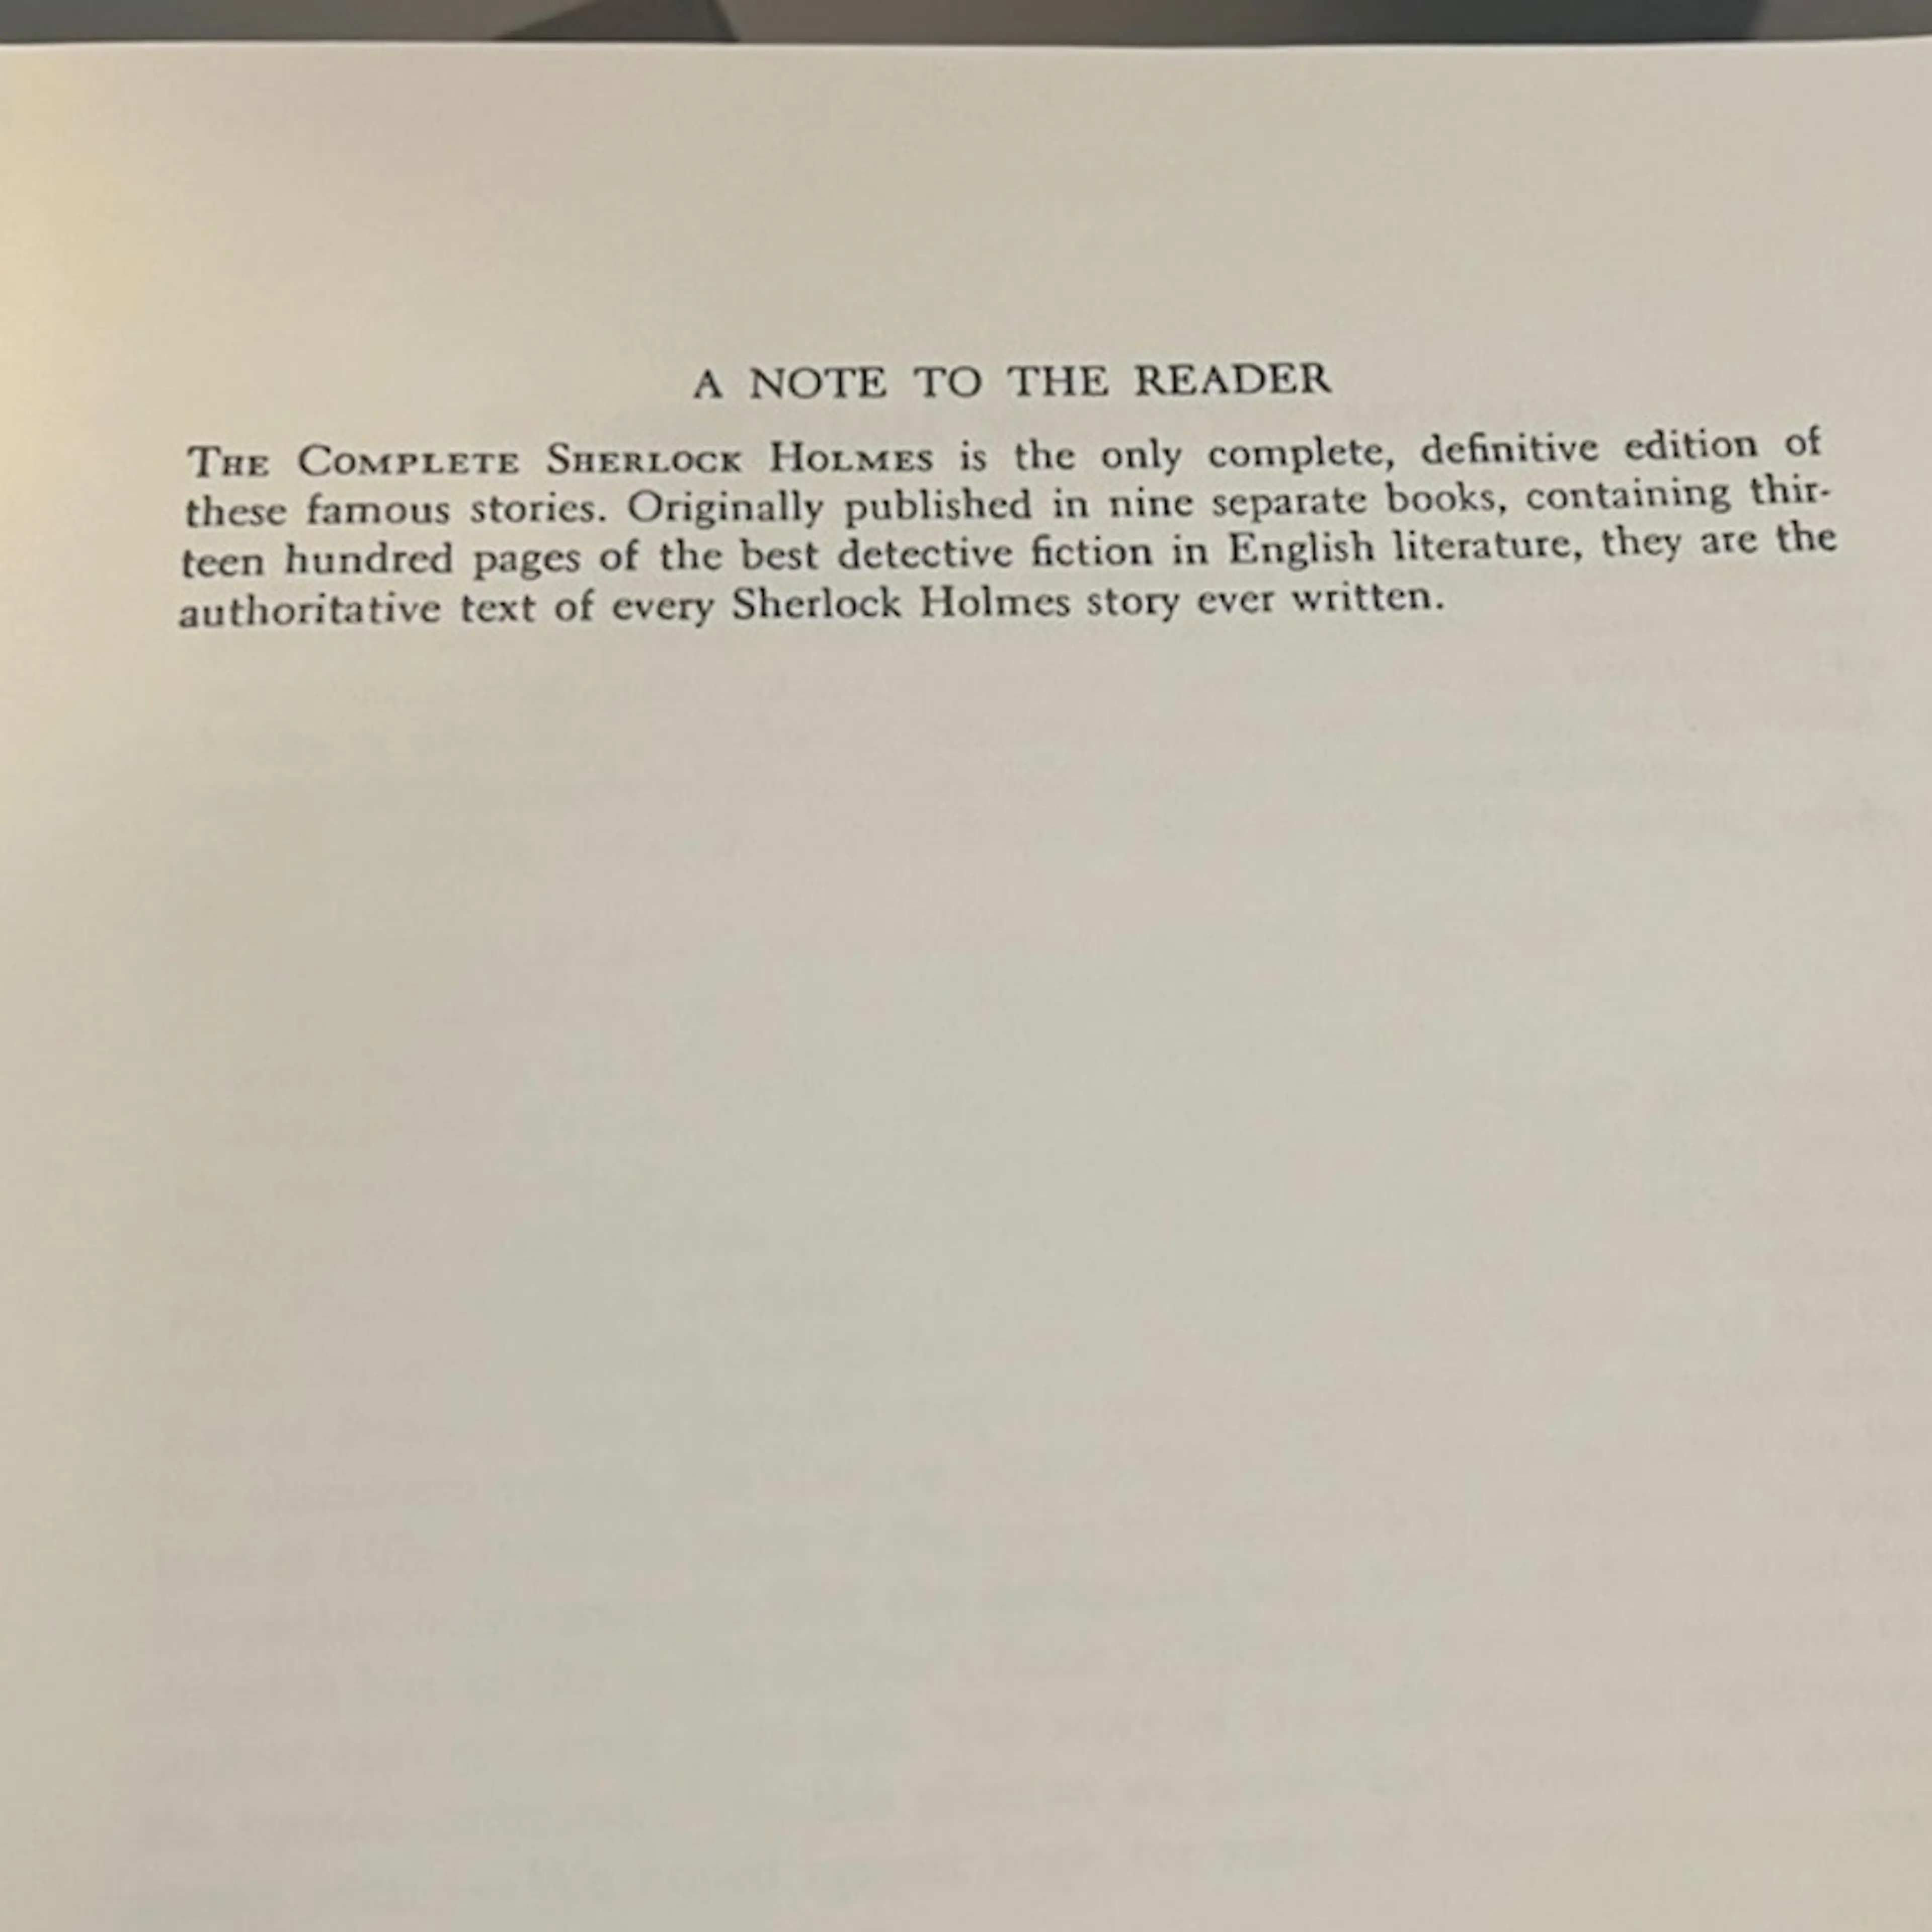 A NOTE TO THE READER
THE COMPLETE SHERLOCK HOLMES is the only complete, definitive edition of
these famous stories. Originally published in nine separate books, containing thir-
teen hundred pages of the best detective fiction in English literature, they are the
authoritative text of every Sherlock Holmes story ever written.